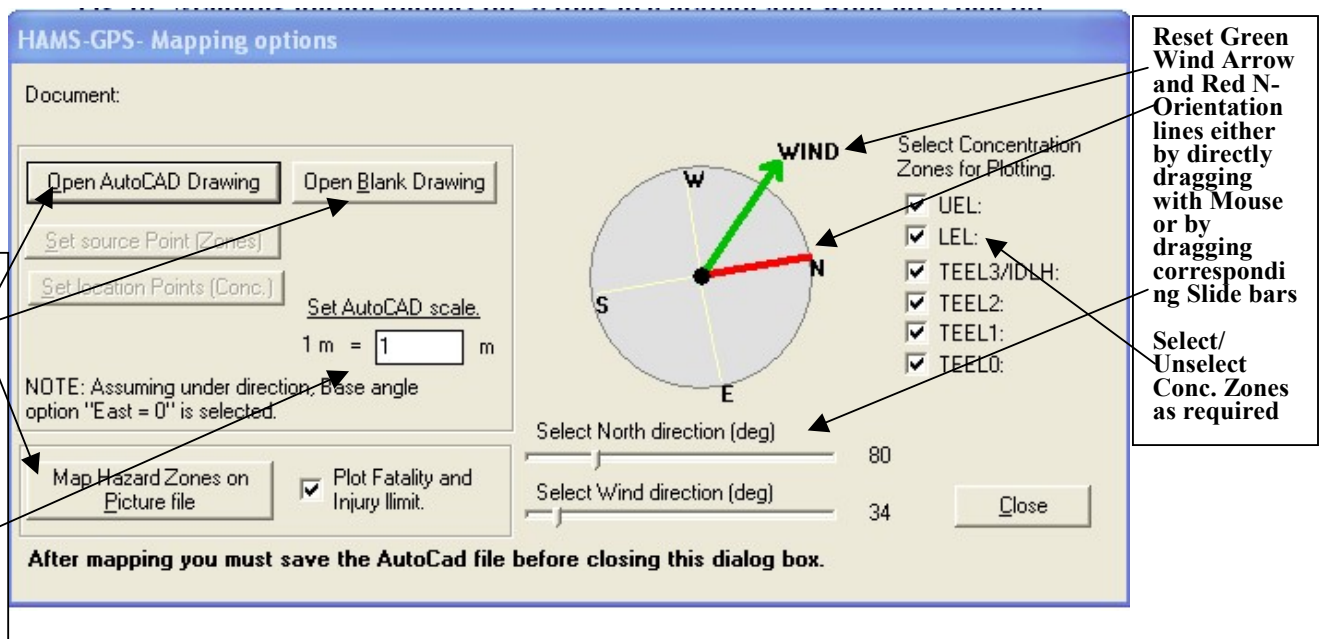 HAMS-GPS- Mapping options
Document:
Open AutoCAD Drawing
Open Blank Drawing
Set source Point (Zones)
Set location Points (Conc.)
Set AutoCAD scale.
1 m = 1 m
NOTE: Assuming under direction, Base angle
option "East = 0" is selected.
Map Hazard Zones on
Picture file
Plot Fatality and
Injury llimit.
WIND
W
N
S
E
Select North direction (deg)
80
Select Wind direction (deg)
34
Select Concentration
Zones for Plotting.
UEL:
LEL:
TEEL3/IDLH:
TEEL2:
TEEL1:
TEEL0:
Close
After mapping you must save the AutoCad file before closing this dialog box.
Reset Green
Wind Arrow
and Red N-
Orientation
lines either
by directly
dragging
with Mouse
or by
dragging
correspondi
ng Slide bars
Select/
Unselect
Conc. Zones
as required